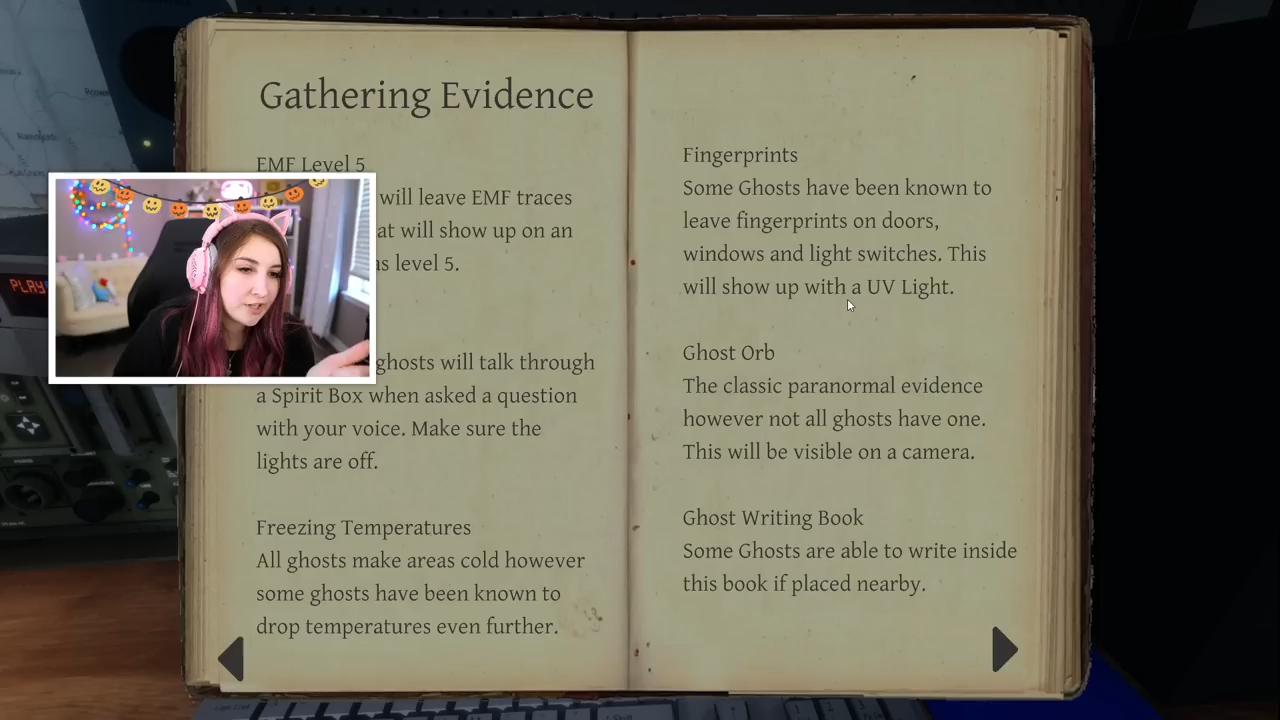 Gathering Evidence
EMF Level 5
will leave EMF traces
at will show up on an
level 5.
ghosts will talk through
a Spirit Box when asked a question
with your voice. Make sure the
lights are off.
Freezing Temperatures
All ghosts make areas cold however
some ghosts have been known to
drop temperatures even further.
Fingerprints
Some Ghosts have been known to
leave fingerprints on doors,
windows and light switches. This
will show up with a UV Light.
Ghost Orb
The classic paranormal evidence
however not all ghosts have one.
This will be visible on a camera.
Ghost Writing Book
Some Ghosts are able to write inside
this book if placed nearby.
PLAY